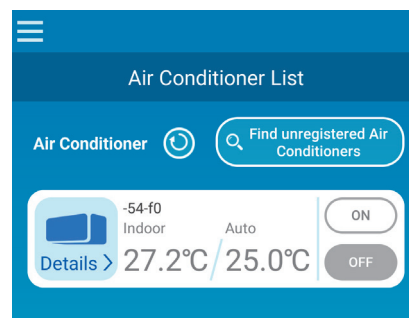 Air Conditioner List
Air Conditioner
Find unregistered Air
Conditioners
-54-f0
Indoor
Auto
27.2℃ / 25.0℃
Details >
ON
OFF